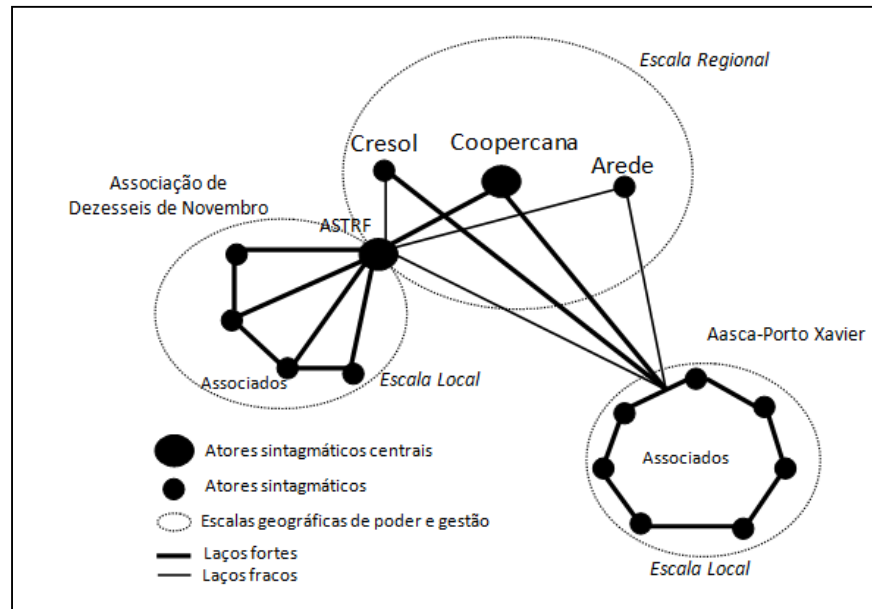 Escala Regional
Cresol
Coopercana
Arede
Associação de
Dezesseis de Novembro
ASTRF
Aasca-Porto Xavier
Associados
Escala Local
Associados
Atores sintagmáticos centrais
Atores sintagmáticos
Escalas geográficas de poder e gestão
Laços fortes
Laços fracos
Escala Local